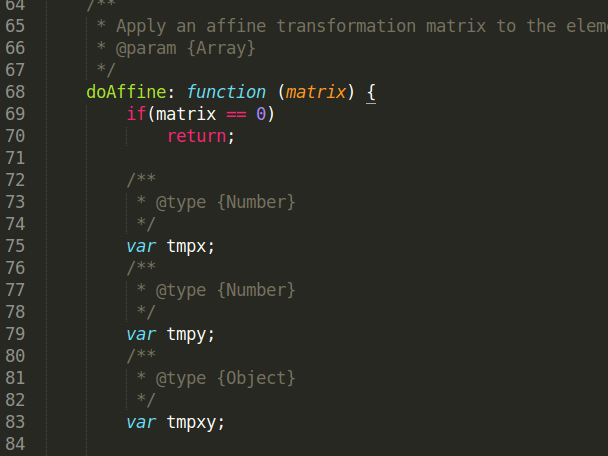 64 /**
65 * Apply an affine transformation matrix to the
66 * @param {Array}
67 */
68 doAffine: function (matrix) {
69 if(matrix == 0)
70 return;
71
72 /**
73 * @type {Number}
74 */
75 var tmpx;
76 /**
77 * @type {Number}
78 */
79 var tmpy;
80 /**
81 * @type {Object}
82 */
83 var tmpxy;
84